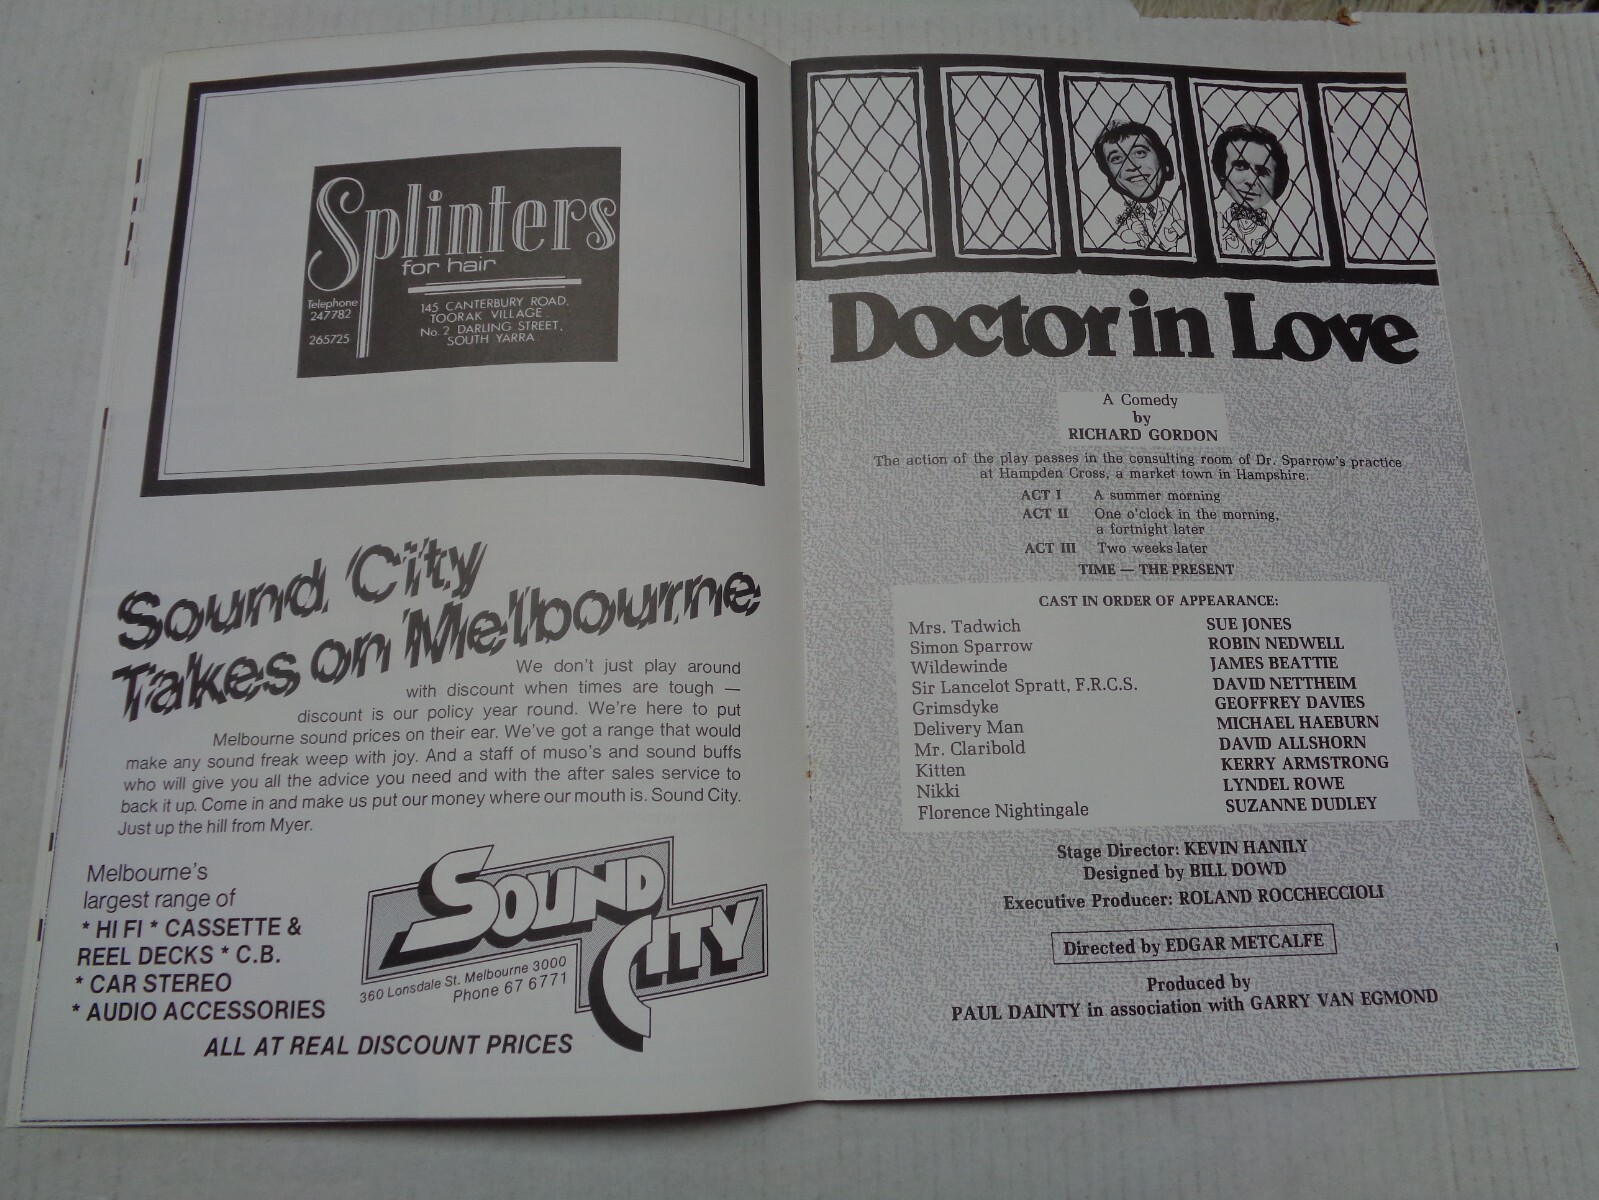 Splinters
for hair
Telephone
247782
265725
145 CANTERBURY ROAD,
TOORAK VILLAGE
No. 2 DARLING STREET,
SOUTH YARRA
Sound City
Takes on Melbourne
We don't just play around
with discount when times are tough —
discount is our policy year round. We're here to put
Melbourne sound prices on their ear. We've got a range that would
make any sound freak weep with joy. And a staff of muso's and sound buffs
who will give you all the advice you need and with the after sales service to
back it up. Come in and make us put our money where our mouth is. Sound City.
Just up the hill from Myer.
Melbourne's
largest range of
* HI FI * CASSETTE &
REEL DECKS * C.B.
* CAR STEREO
* AUDIO ACCESSORIES
SOUND
CITY
360 Lonsdale St. Melbourne 3000
Phone 67 6771
ALL AT REAL DISCOUNT PRICES
Doctor in Love
A Comedy
by
RICHARD GORDON
The action of the play passes in the consulting room of Dr. Sparrow's practice
at Hampden Cross, a market town in Hampshire.
ACT I A summer morning
ACT II One o'clock in the morning,
a fortnight later
ACT III Two weeks later
TIME — THE PRESENT
CAST IN ORDER OF APPEARANCE:
Mrs. Tadwich SUE JONES
Simon Sparrow ROBIN NEDWELL
Wildewinde JAMES BEATTIE
Sir Lancelot Spratt, F.R.C.S. DAVID NETTHEIM
Grimsdyke GEOFFREY DAVIES
Delivery Man MICHAEL HAEBURN
Mr. Claribold DAVID ALLSHORN
Kitten KERRY ARMSTRONG
Nikki LYNDEL ROWE
Florence Nightingale SUZANNE DUDLEY
Stage Director: KEVIN HANILY
Designed by BILL DOWD
Executive Producer: ROLAND ROCCHECCIOLI
Directed by EDGAR METCALFE
Produced by
PAUL DAINTY in association with GARRY VAN EGMOND